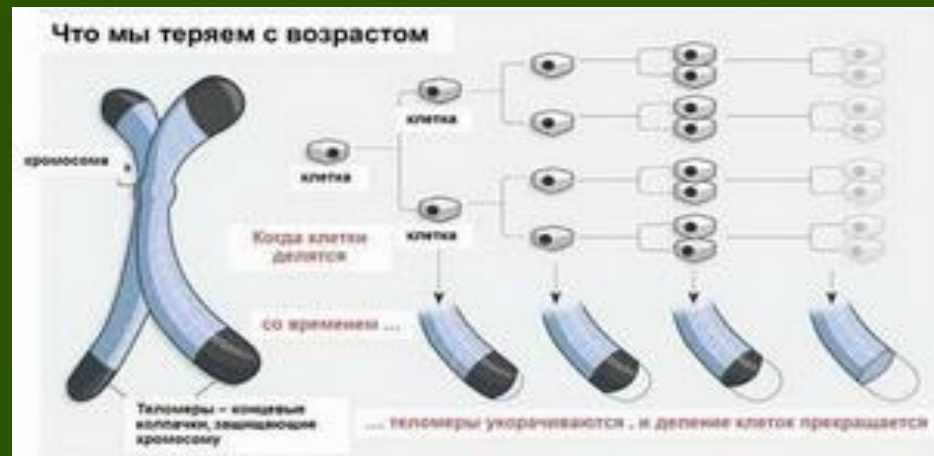 Что мы теряем с возрастом
хромосома
клетка
клетка
клетка
Когда клетки
делятся
со временем ...
Теломеры – концевые
колпачки, защищающие
хромосому
... теломеры укорачиваются , и деление клеток прекращается